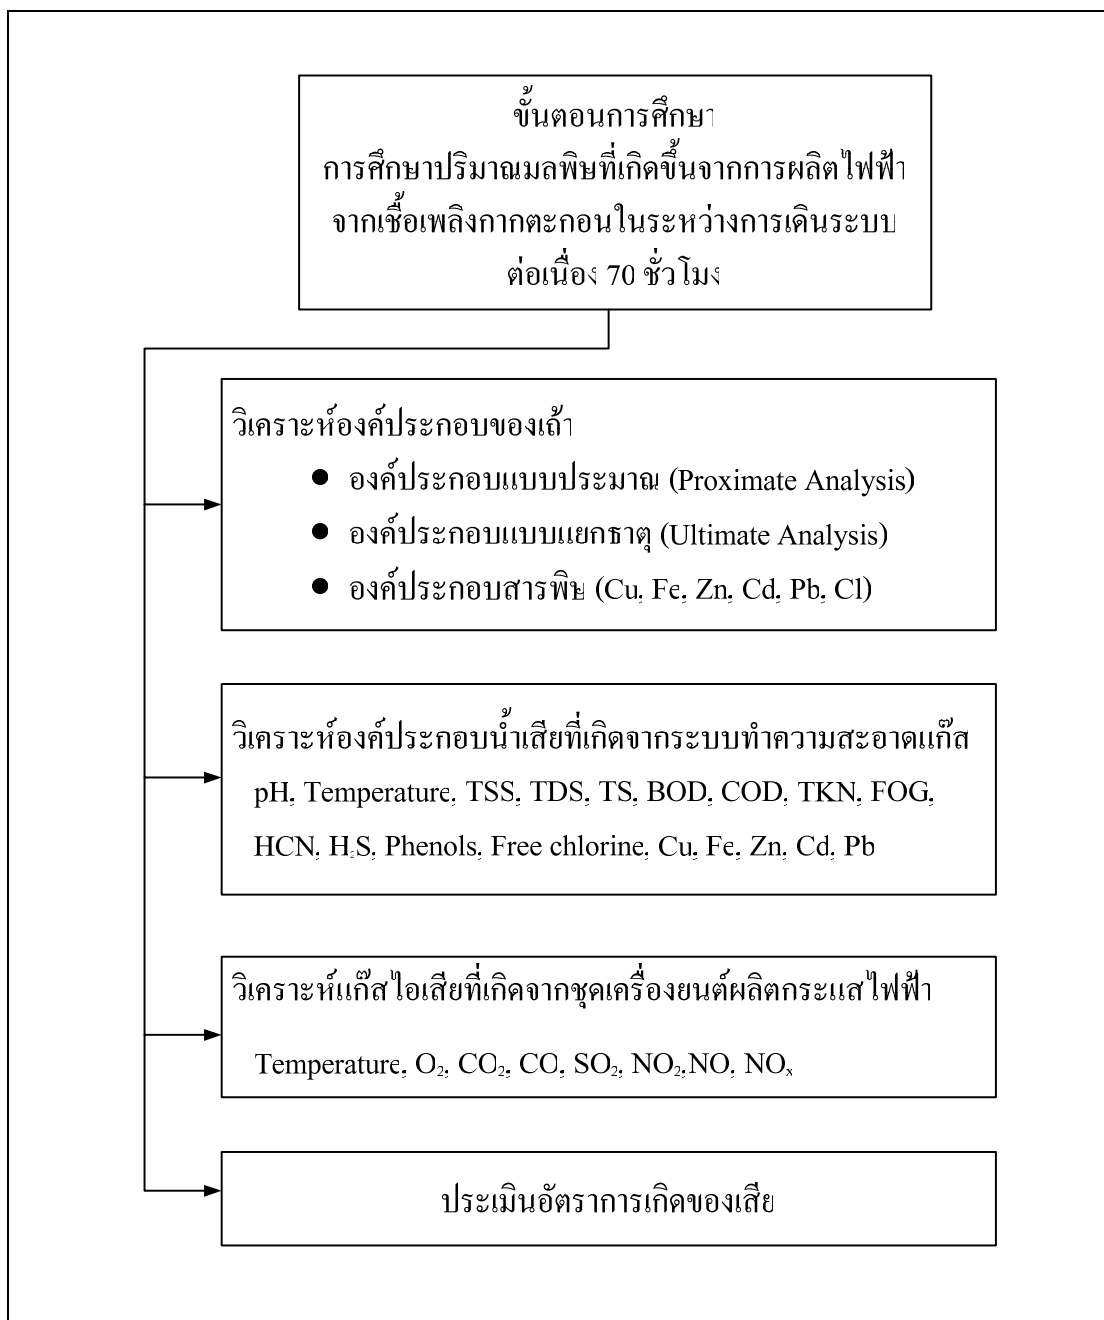 ขั้นตอนการศึกษา
การศึกษาปริมาณมลพิษที่เกิดขึ้นจากการผลิตไฟฟ้า
จากเชื้อเพลิงกากตะกอนในระหว่างการเดินระบบ
ต่อเนื่อง 70 ชั่วโมง
วิเคราะห์องค์ประกอบของเถ้า
● องค์ประกอบแบบประมาณ (Proximate Analysis)
● องค์ประกอบแบบแยกธาตุ (Ultimate Analysis)
● องค์ประกอบสารพิษ (Cu, Fe, Zn, Cd, Pb, Cl)
วิเคราะห์องค์ประกอบน้ำเสียที่เกิดจากระบบทำความสะอาดแก๊ส
pH, Temperature, TSS, TDS, TS, BOD, COD, TKN, FOG,
HCN, H₂S, Phenols, Free chlorine, Cu, Fe, Zn, Cd, Pb
วิเคราะห์แก๊สไอเสียที่เกิดจากชุดเครื่องยนต์ผลิตกระแสไฟฟ้า
Temperature, O₂, CO₂, CO, SO₂, NO₂,NO, NOₓ
ประเมินอัตราการเกิดของเสีย